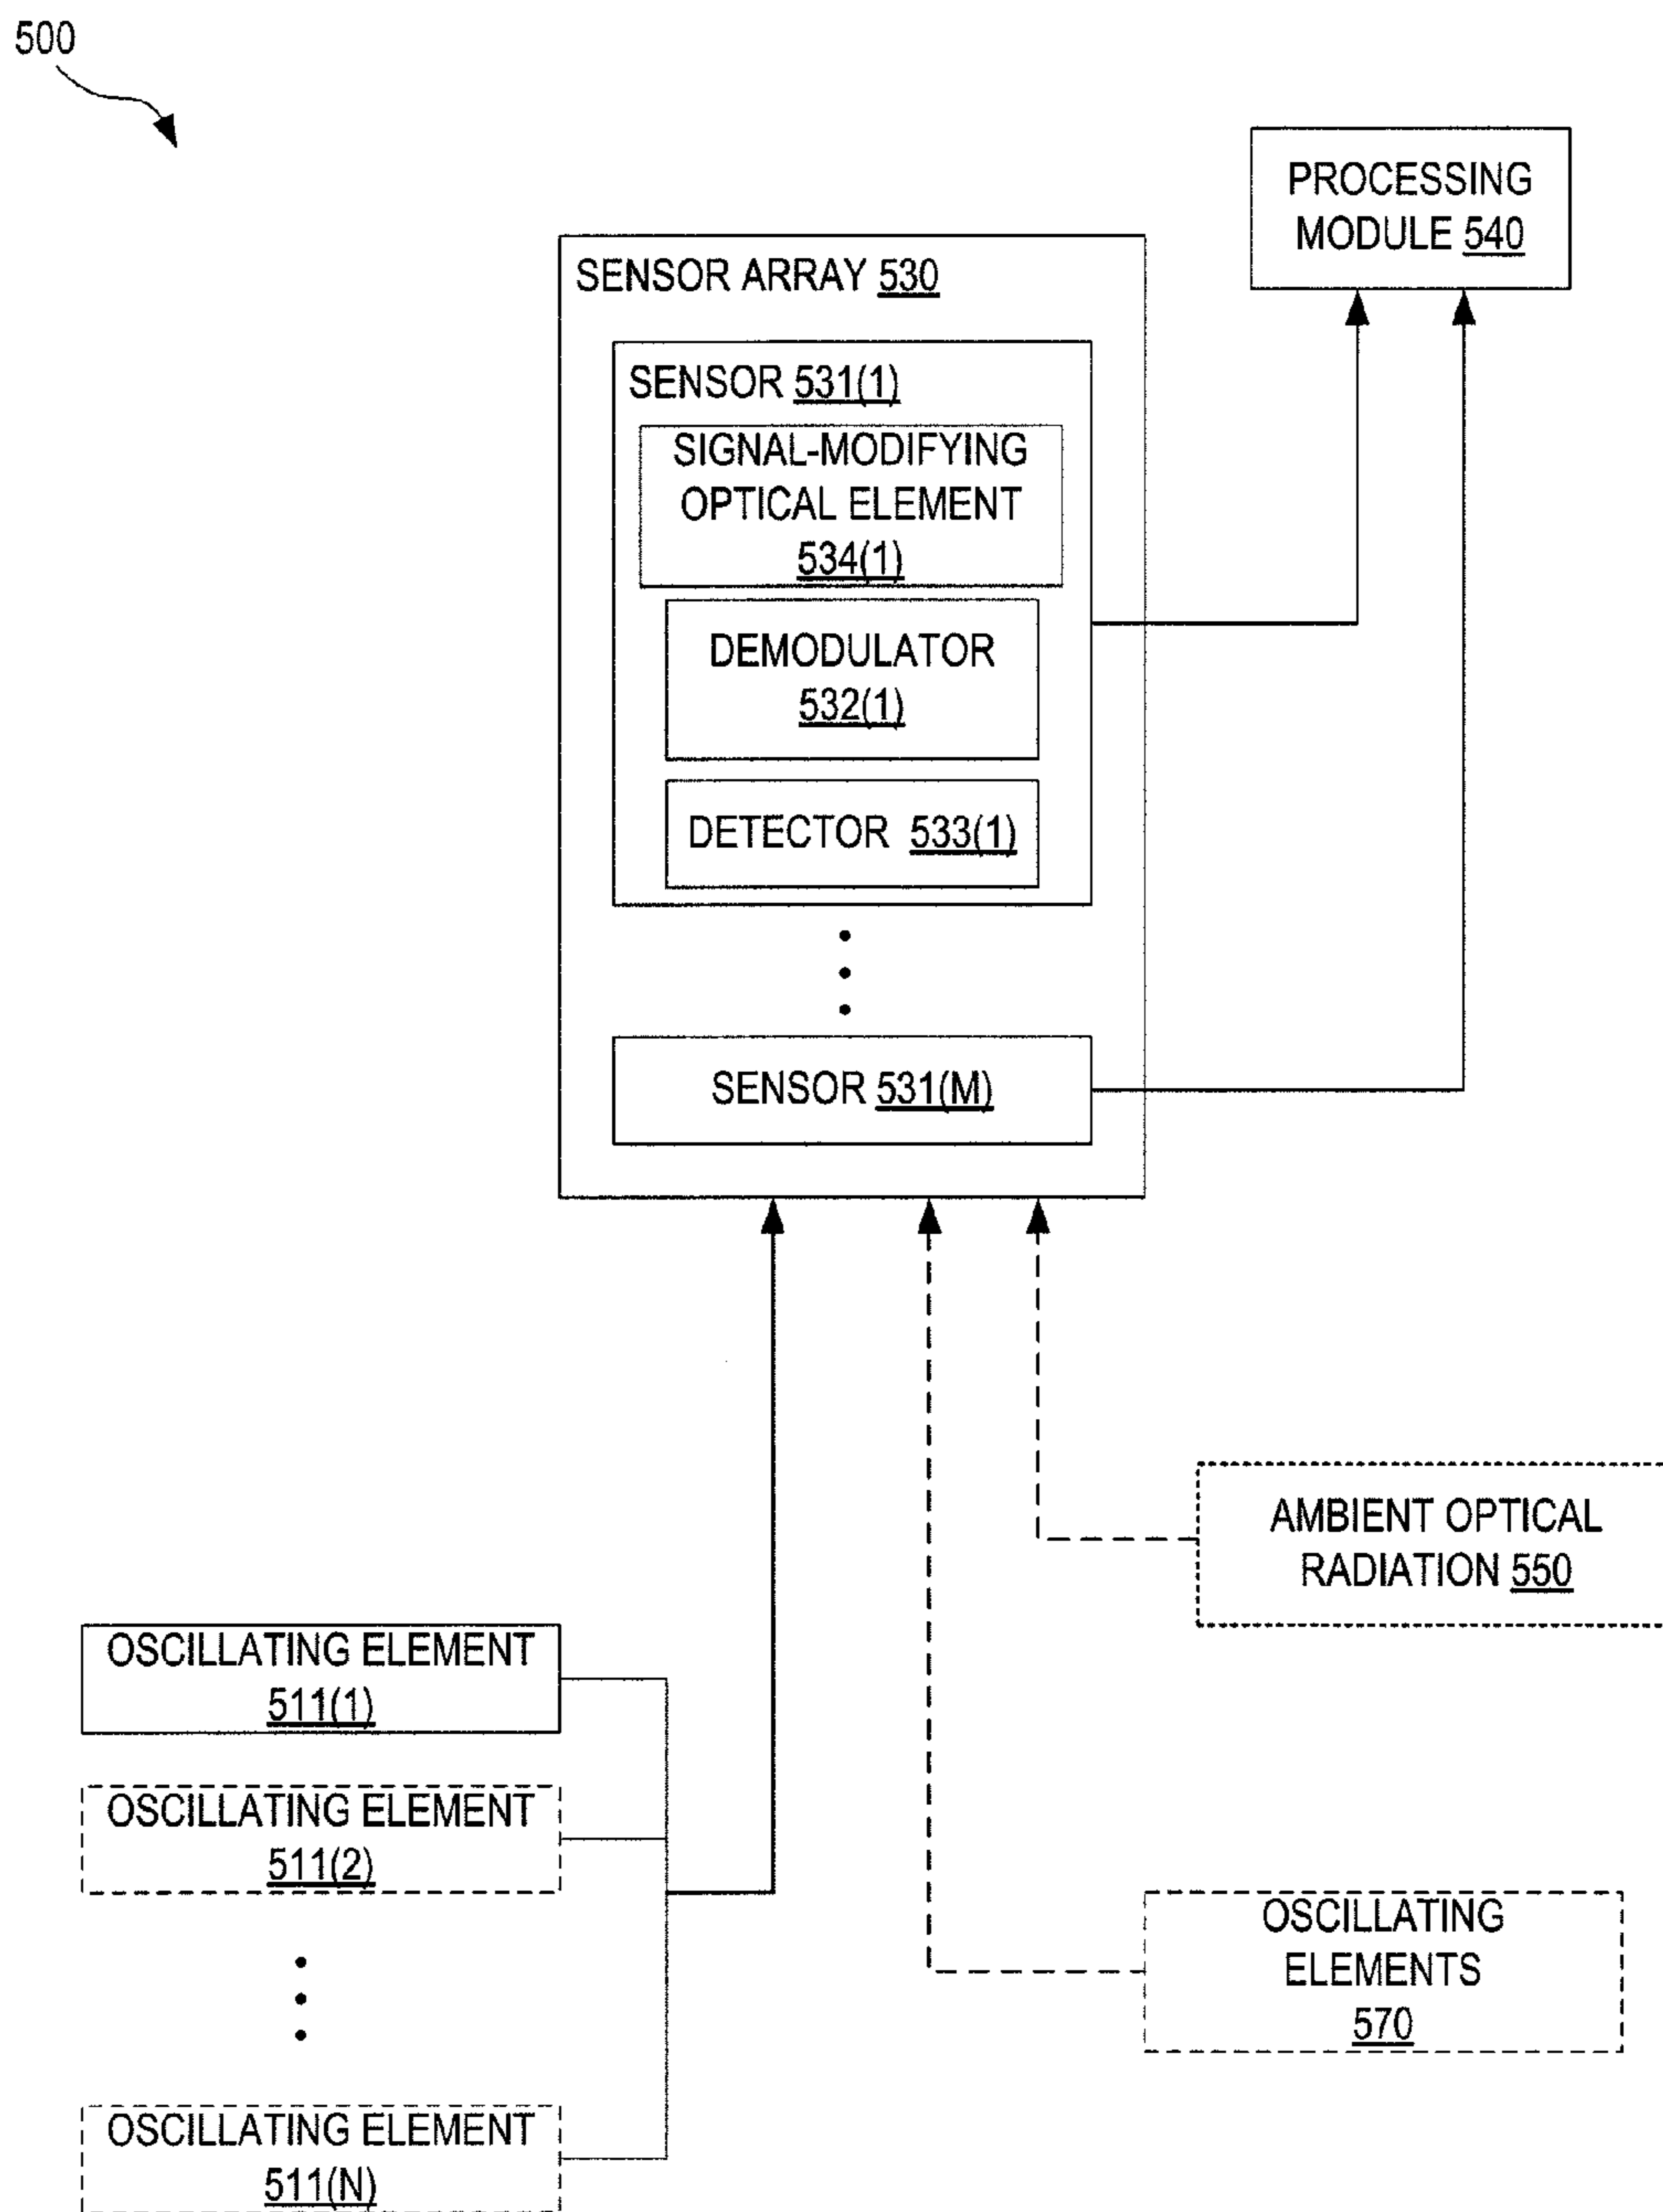 500
PROCESSING
MODULE 540
SENSOR ARRAY 530
SENSOR 531(1)
SIGNAL-MODIFYING
OPTICAL ELEMENT
534(1)
DEMODULATOR
532(1)
DETECTOR 533(1)
SENSOR 531(M)
AMBIENT OPTICAL
RADIATION 550
OSCILLATING ELEMENT
511(1)
OSCILLATING ELEMENT
511(2)
OSCILLATING
ELEMENTS
570
OSCILLATING ELEMENT
511(N)